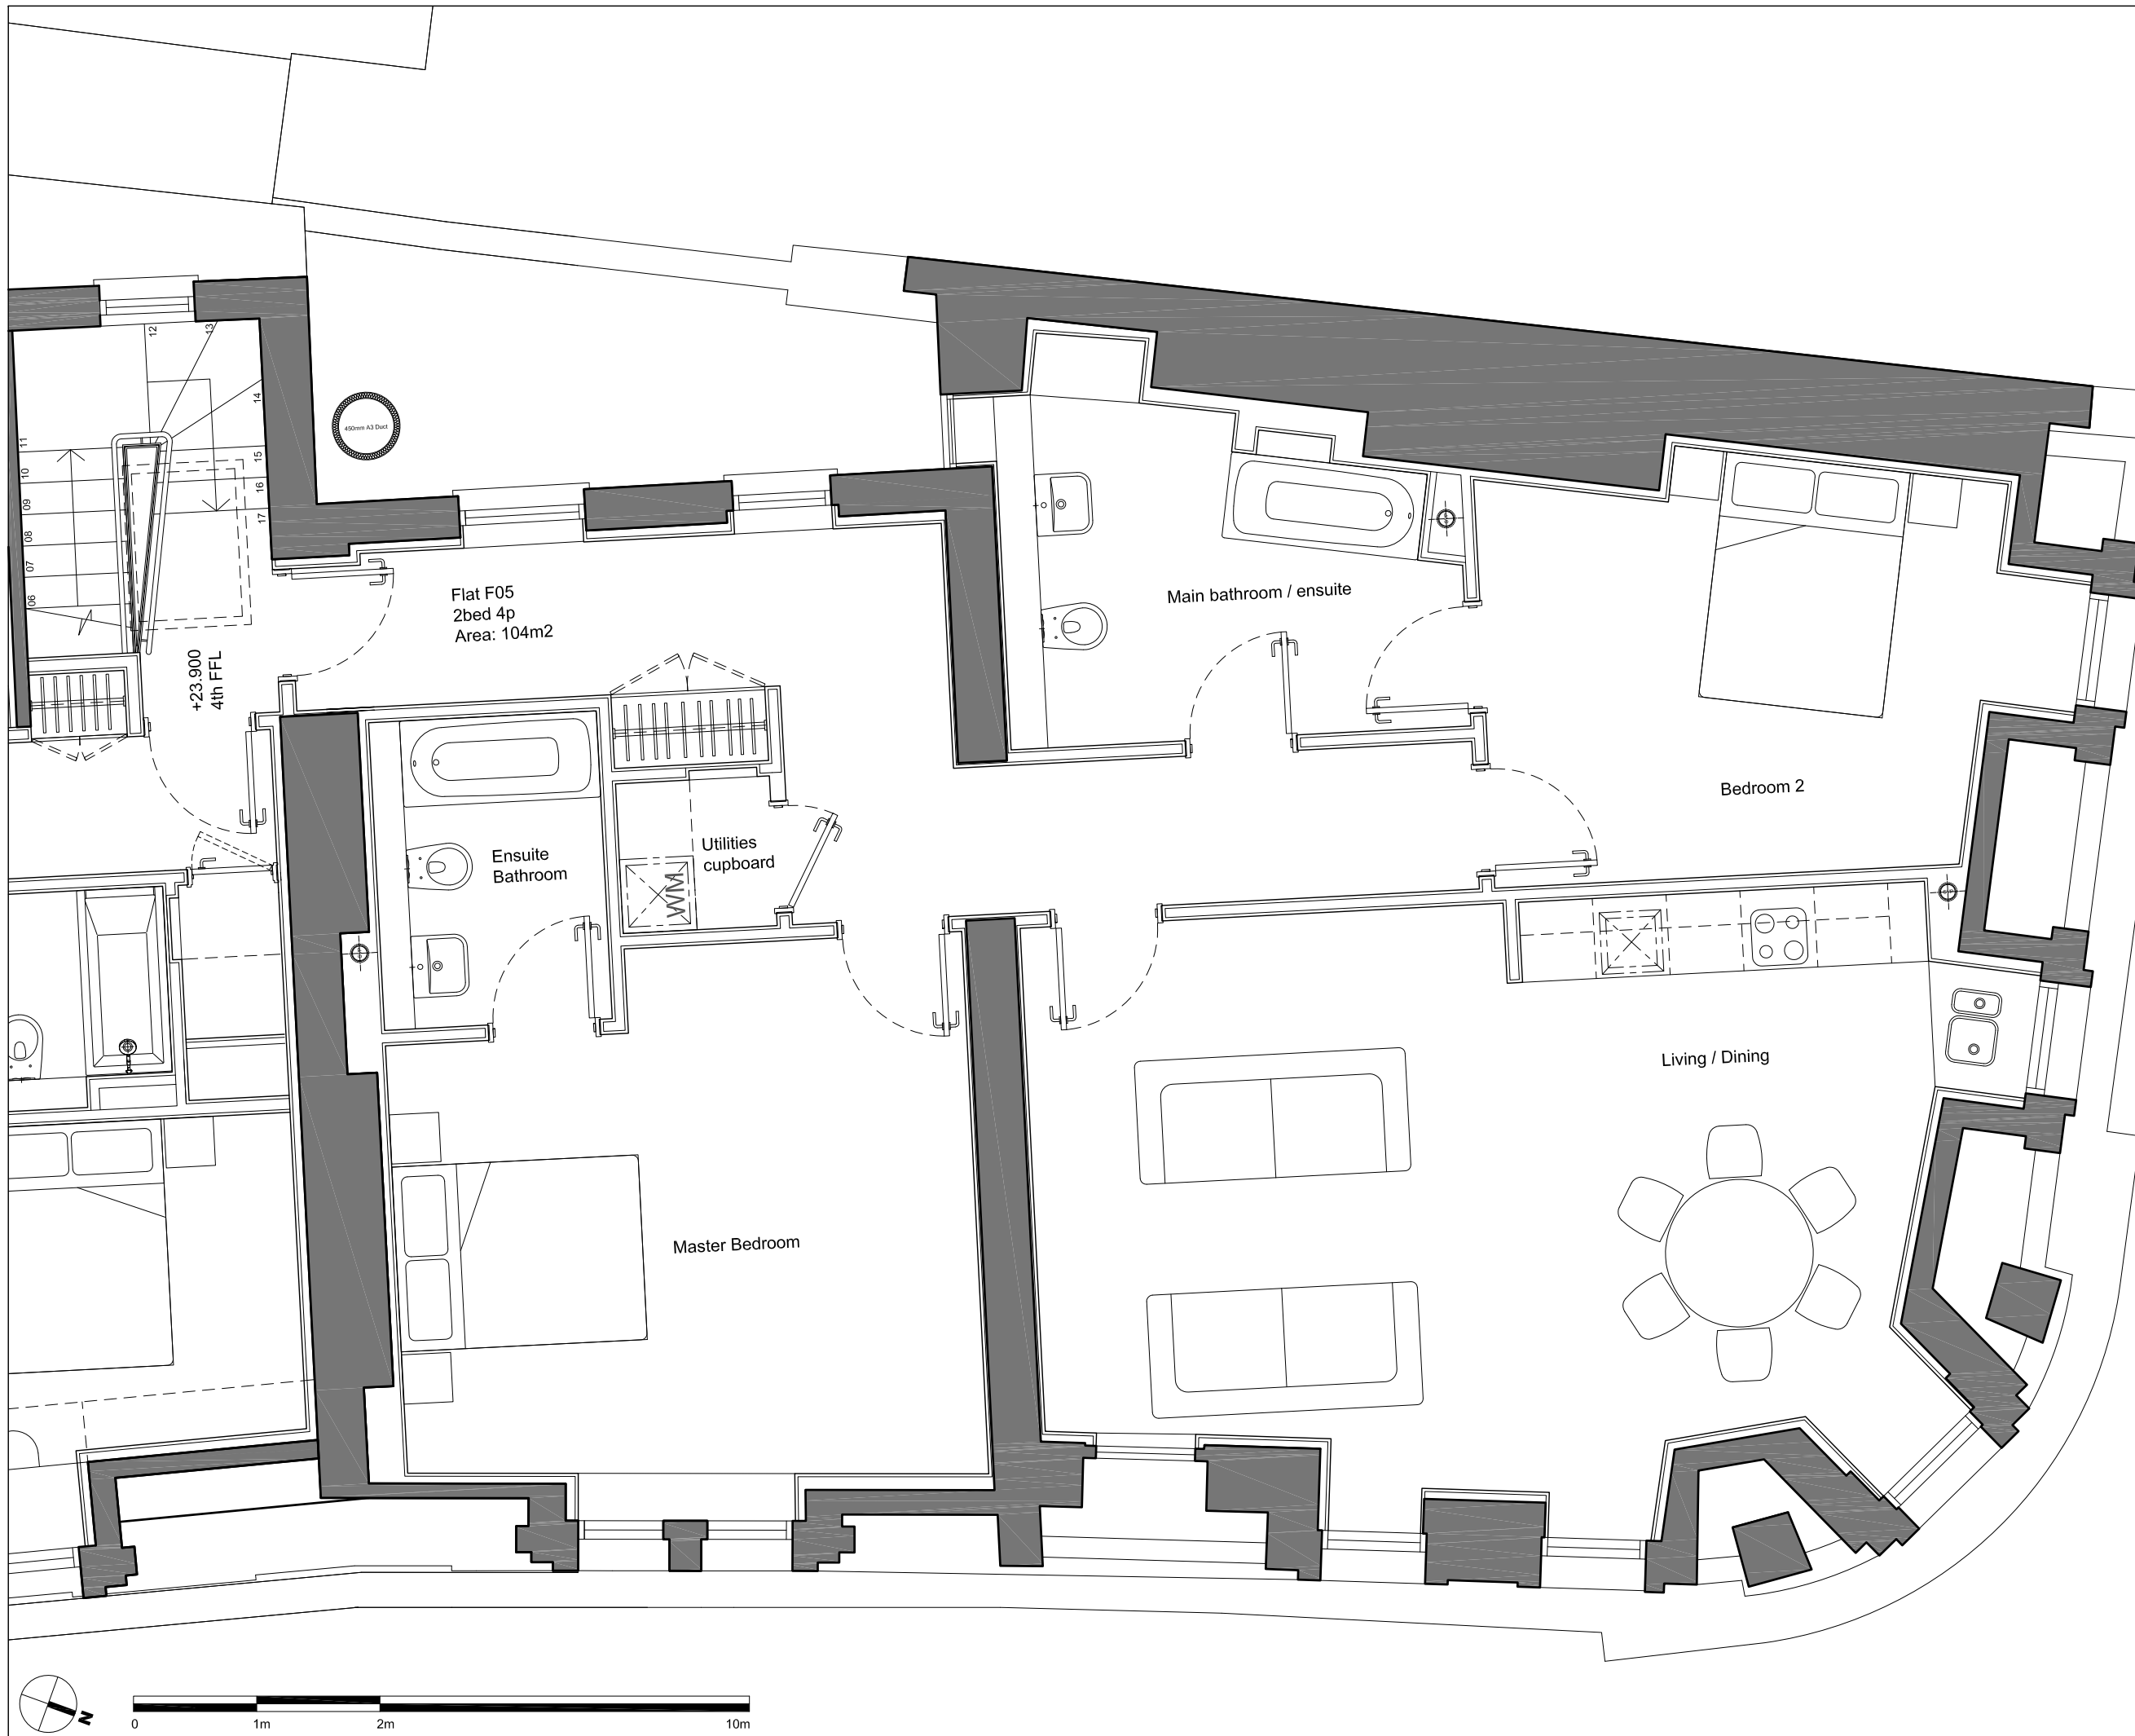 12
13
14
11
10
09
08
07
06
15
16
17
450mm A3 Duct
Flat F05
2bed 4p
Area: 104m2
+23.900
4th FFL
Main bathroom / ensuite
Bedroom 2
Utilities
cupboard
WM
Ensuite
Bathroom
Living / Dining
Master Bedroom
N
0
1m
2m
10m